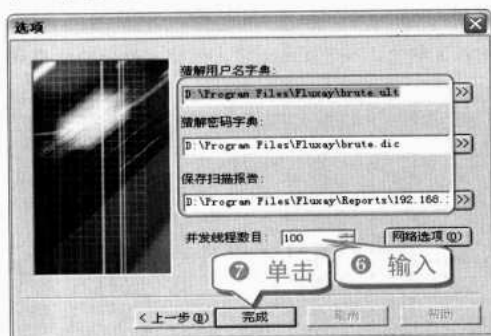 选项
猜解用户名字典:
D:\Program Files\Fluxay\brute.ult
>>
猜解密码字典:
D:\Program Files\Fluxay\brute.dic
>>
保存扫描报告:
D:\Program Files\Fluxay\Reports\192.168.
>>
并发线程数目: 100 网络选项(O)
❼ 单击 ❻ 输入
<上一步(B) 完成 取消 帮助